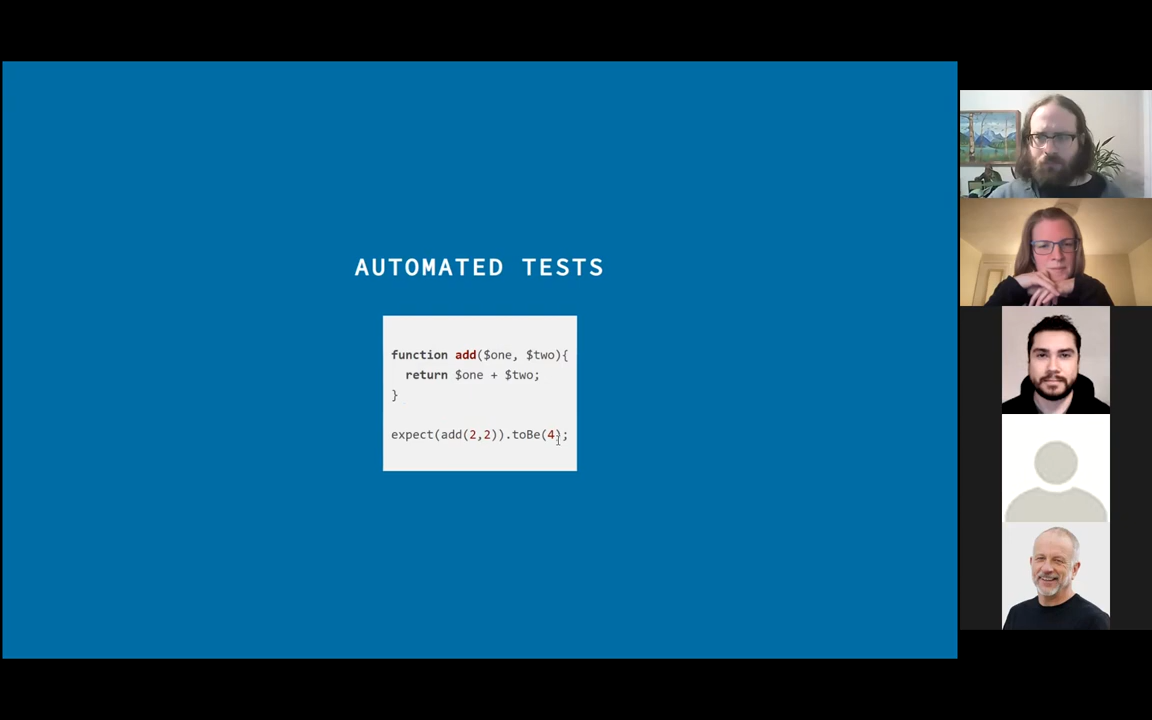 AUTOMATED TESTS
function add($one, $two){
return $one + $two;
}
expect(add(2,2)).toBe(4);